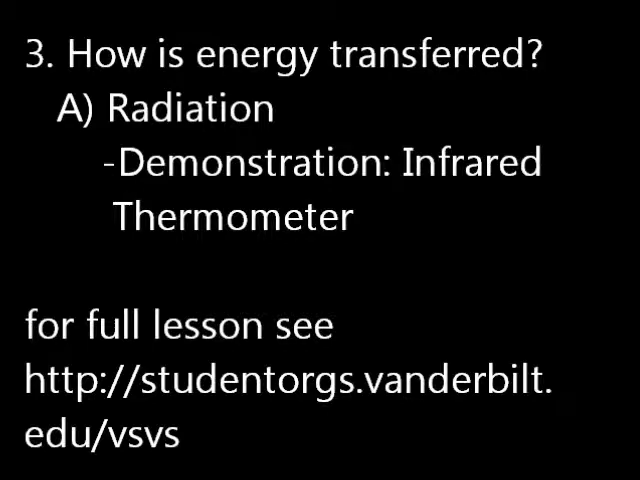 3. How is energy transferred?
A) Radiation
-Demonstration: Infrared
Thermometer
for full lesson see
http://studentorgs.vanderbilt.
edu/vsvs